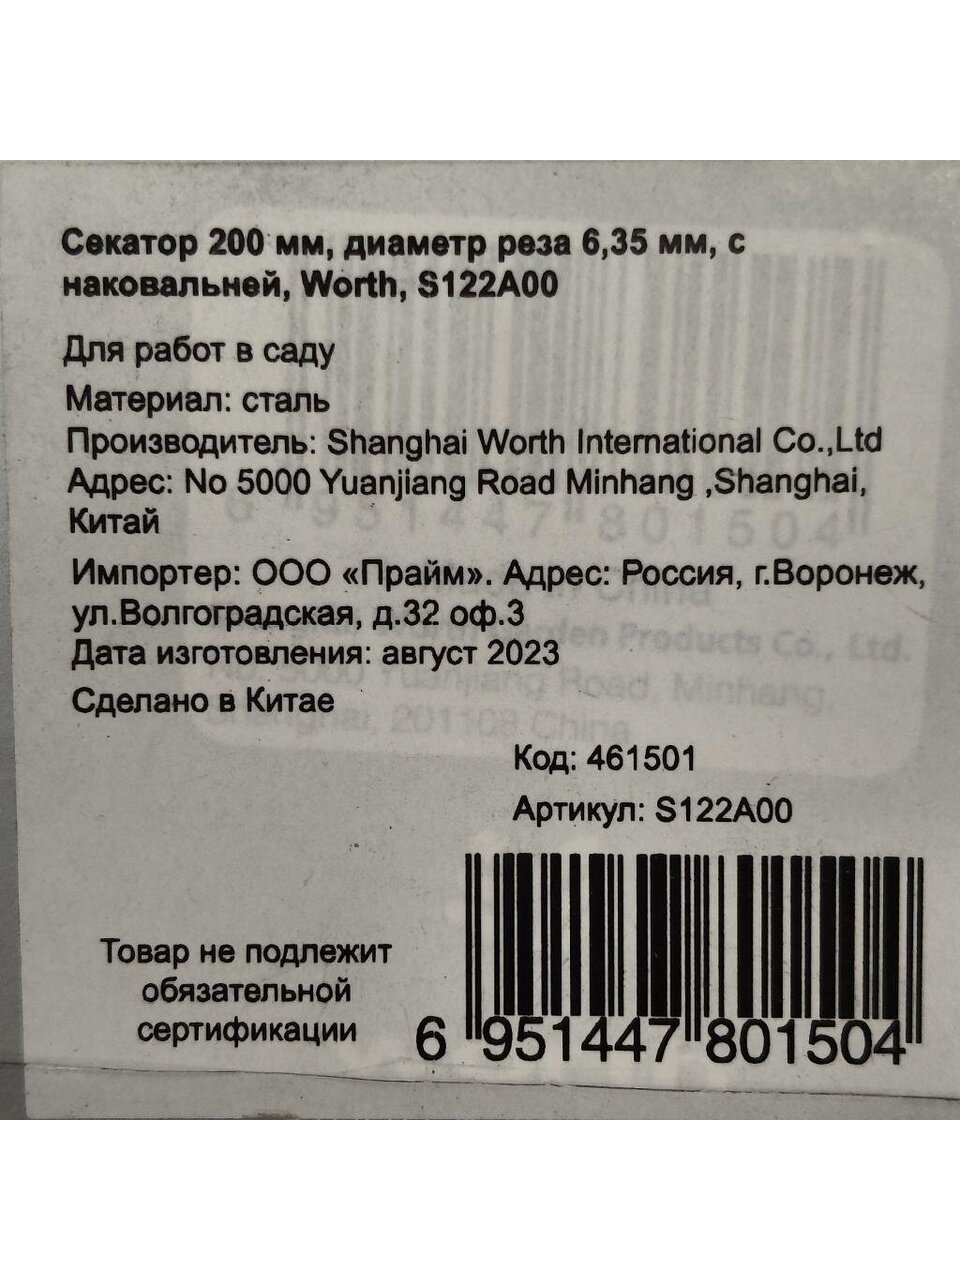 Секатор 200 мм, диаметр реза 6,35 мм, с
наковальней, Worth, S122A00
Для работ в саду
Материал: сталь
Производитель: Shanghai Worth International Co.,Ltd
Адрес: No 5000 Yuanjiang Road Minhang ,Shanghai,
Китай
Импортер: ООО «Прайм». Адрес: Россия, г.Воронеж,
ул.Волгоградская, д.32 оф.3
Дата изготовления: август 2023
Сделано в Китае
Код: 461501
Артикул: S122A00
Товар не подлежит
обязательной
сертификации
6 951447 801504